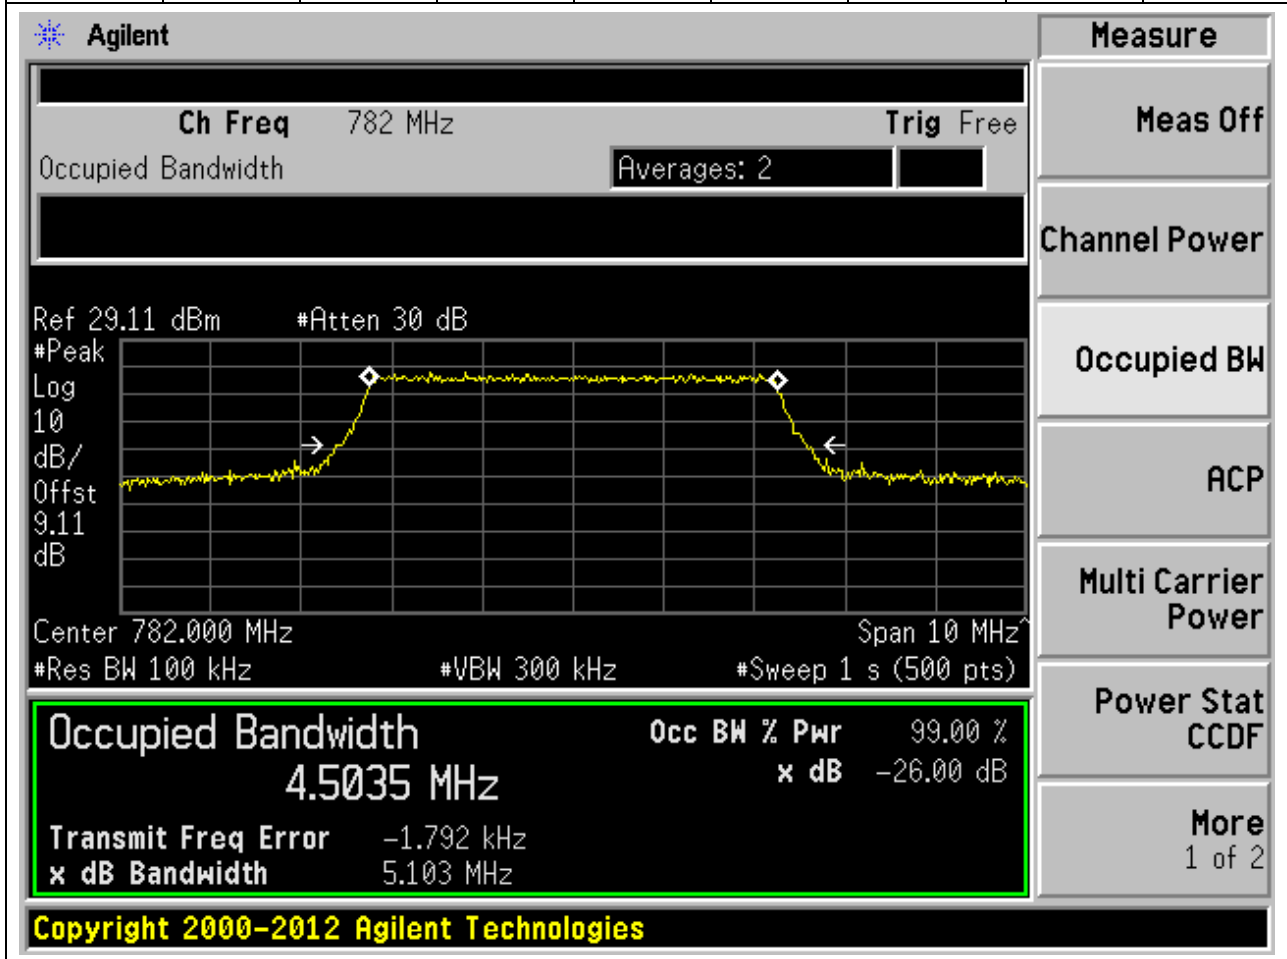 Agilent
Measure
Ch Freq 782 MHz Trig Free
Occupied Bandwidth Averages: 2
Meas Off
Channel Power
Occupied BW
ACP
Multi Carrier
Power
Power Stat
CCDF
More
1 of 2
Ref 29.11 dBm #Atten 30 dB
#Peak
Log
10
dB/
Offst
9.11
dB
Center 782.000 MHz Span 10 MHz^
#Res BW 100 kHz #VBW 300 kHz #Sweep 1 s (500 pts)
Occupied Bandwidth Occ BW % Pwr 99.00 %
4.5035 MHz x dB -26.00 dB
Transmit Freq Error -1.792 kHz
x dB Bandwidth 5.103 MHz
Copyright 2000-2012 Agilent Technologies